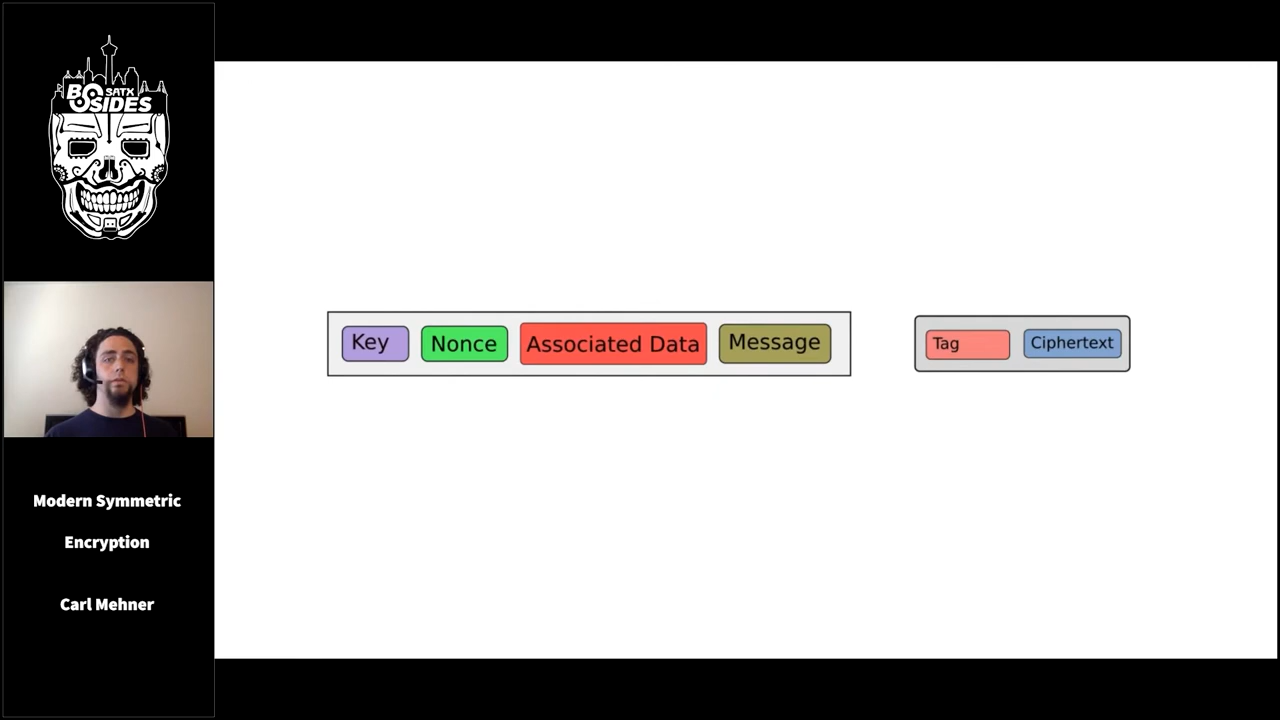 BSIDES
SATX
Modern Symmetric
Encryption
Carl Mehner
Key Nonce Associated Data Message
Tag Ciphertext